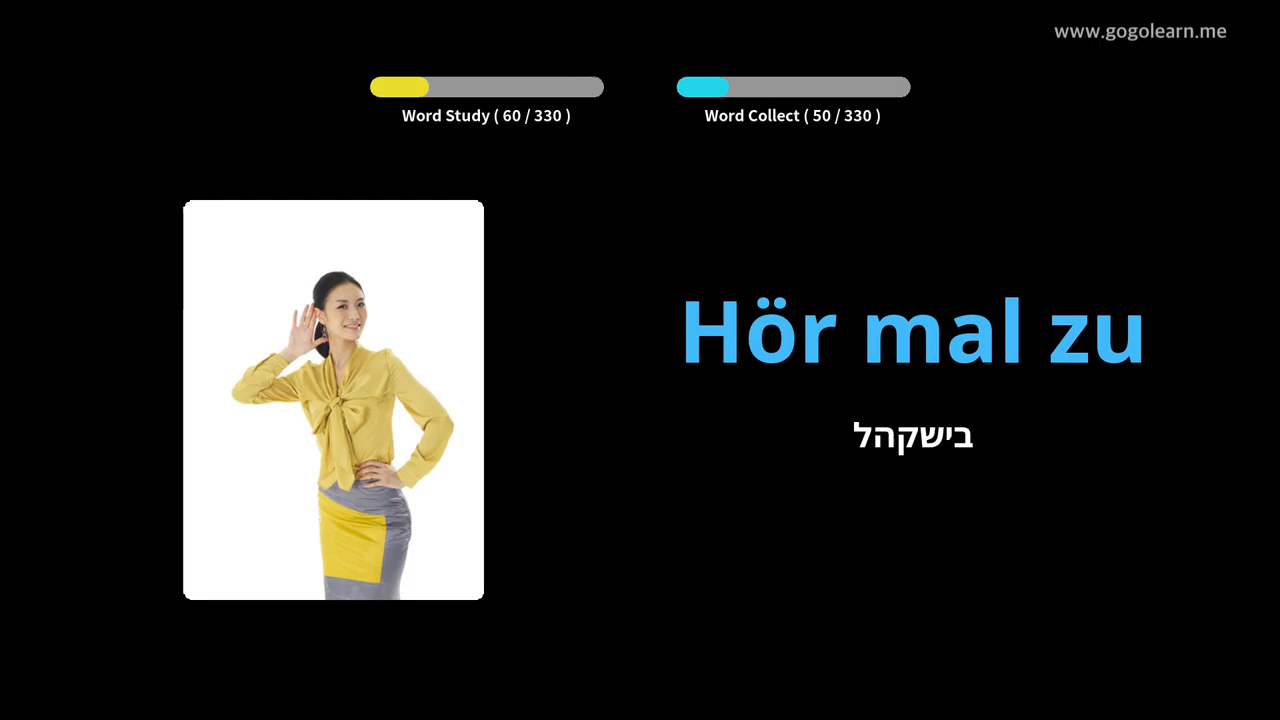 www.gogolearn.me
Word Study ( 60 / 330 )
Word Collect ( 50 / 330 )
Hör mal zu
בישקהל